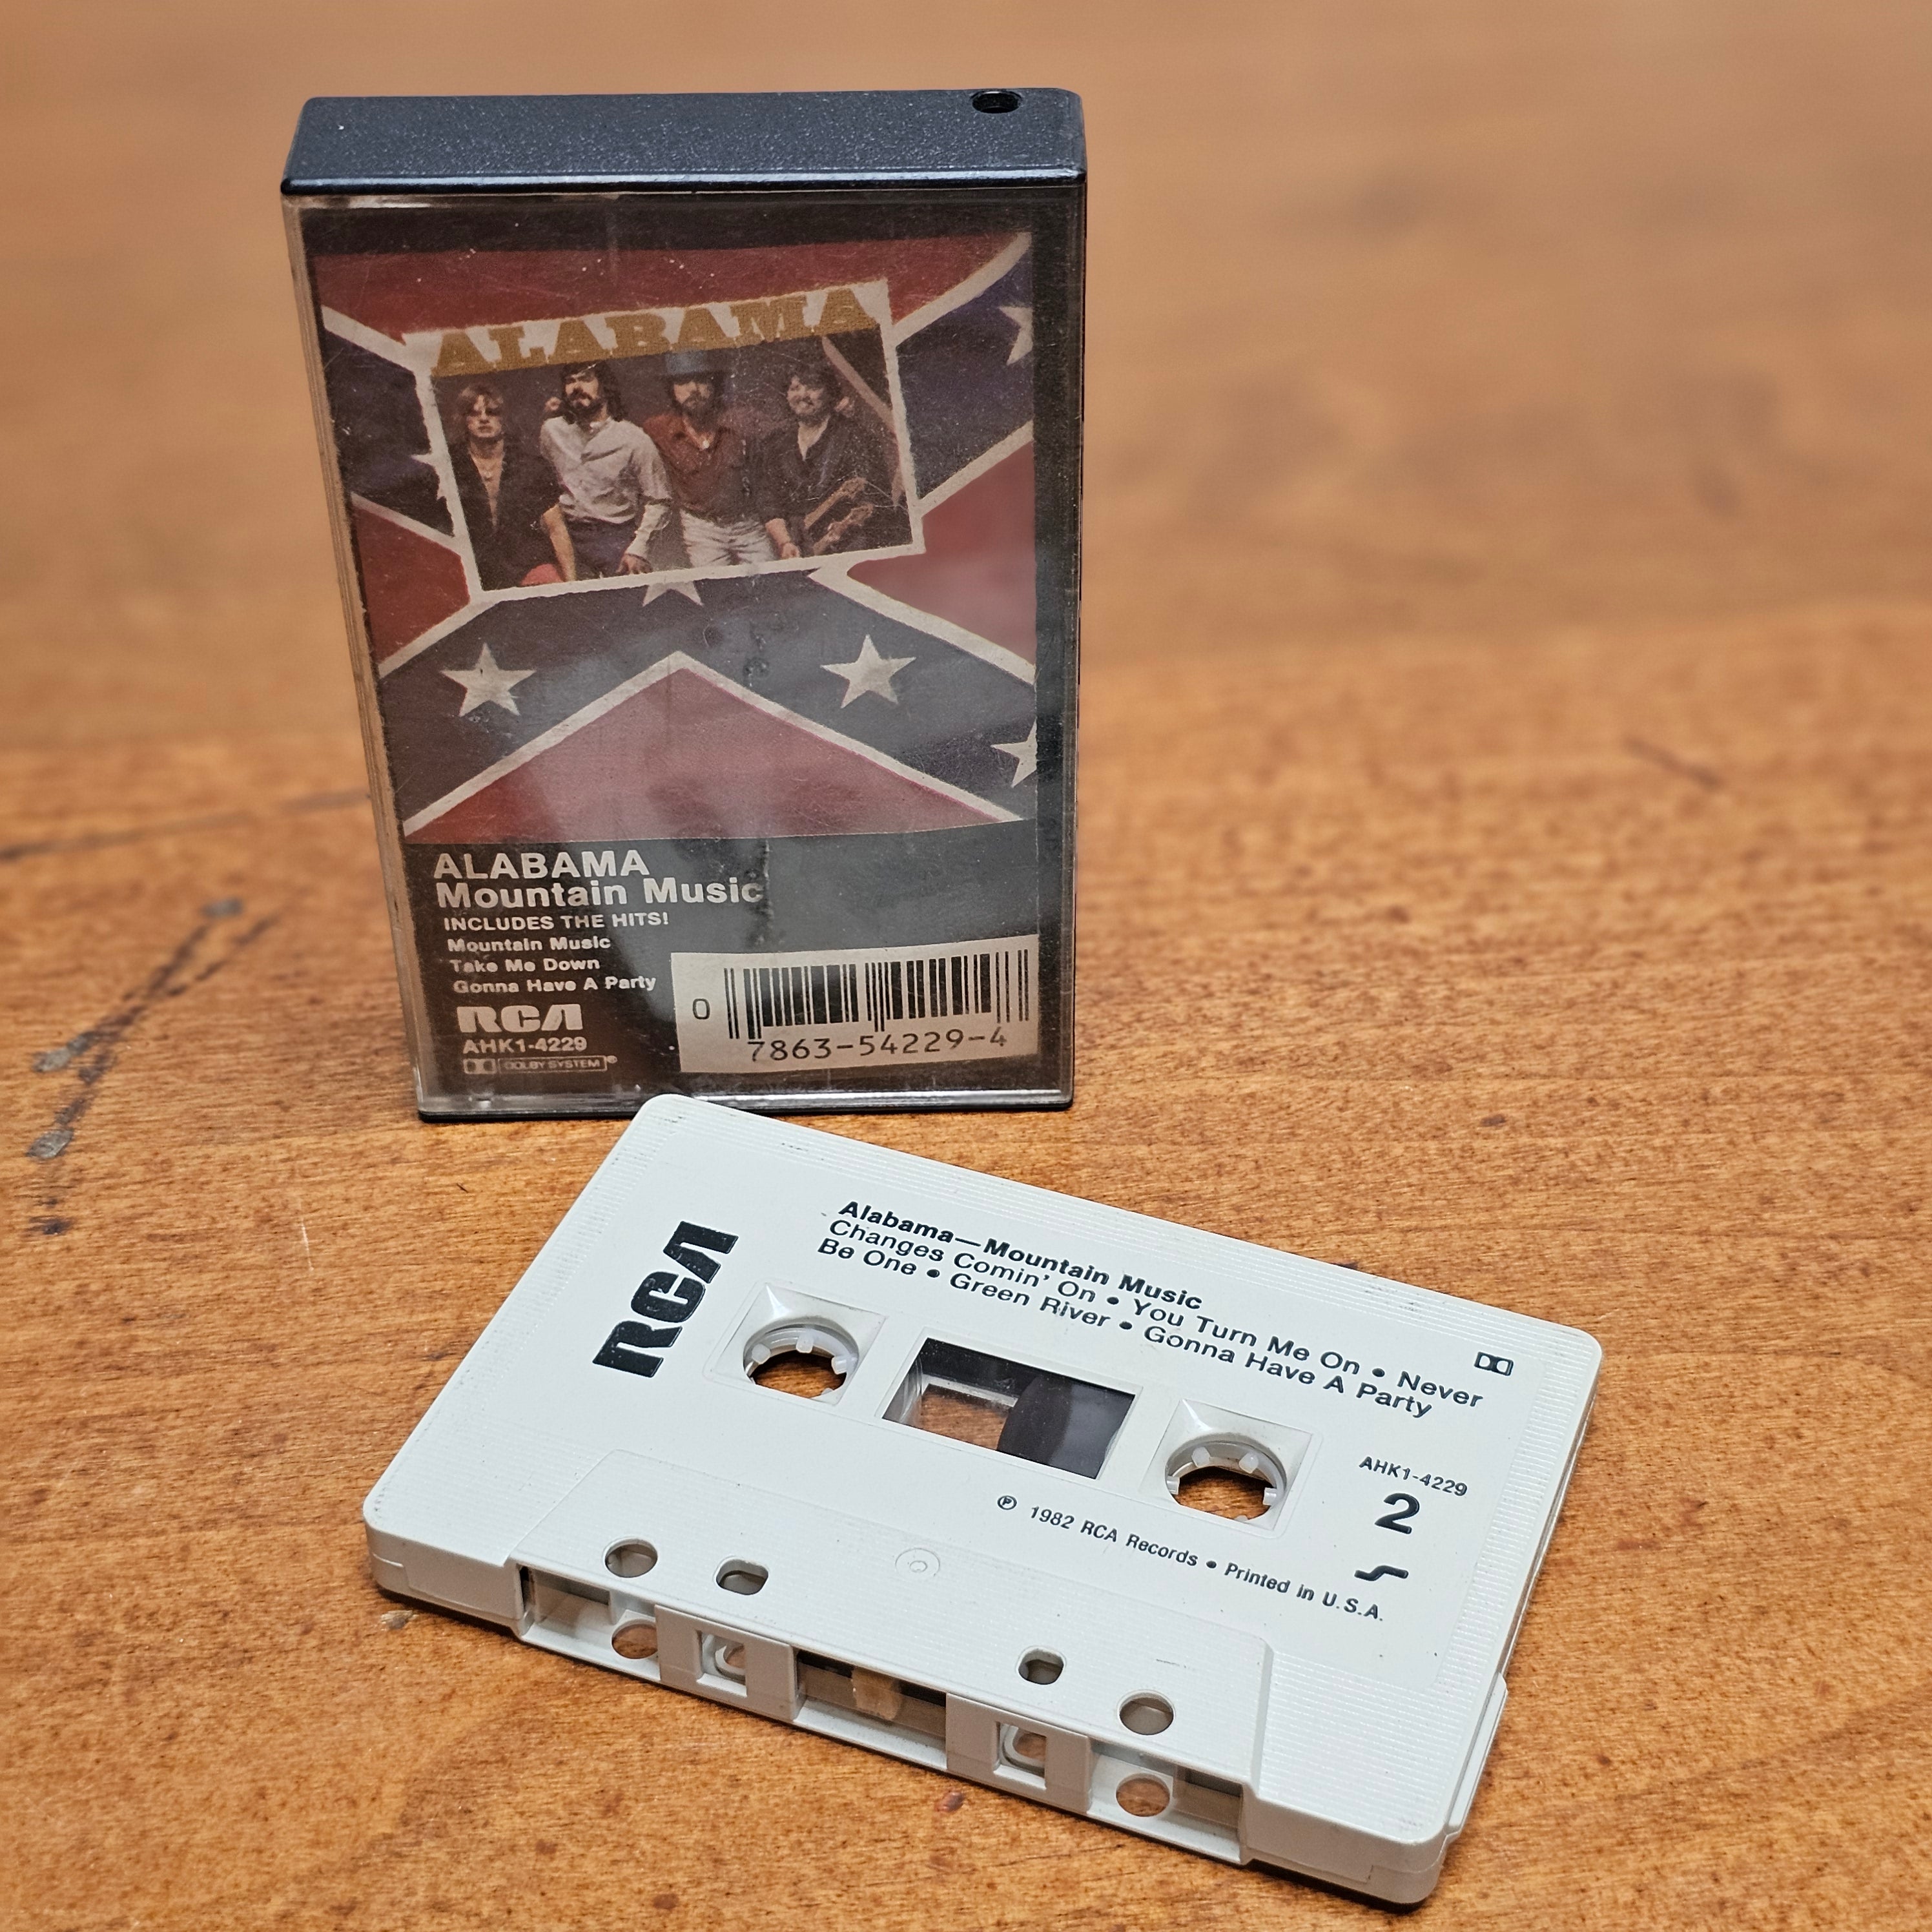 ALABAMA
ALABAMA
Mountain Music
INCLUDES THE HITS!
Mountain Music
Take Me Down
Gonna Have A Party
RCA
AHK1-4229
DOLBY SYSTEM®
0 7863-54229-4
RCA
Alabama—Mountain Music
Changes Comin' On • You Turn Me On • Never
Be One • Green River • Gonna Have A Party
AHK1-4229
2
℗ 1982 RCA Records • Printed in U.S.A.